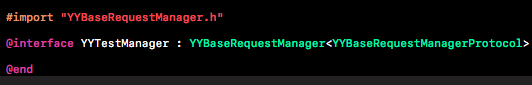 #import "YYBaseRequestManager.h"
@interface YYTestManager : YYBaseRequestManager<YYBaseRequestManagerProtocol>
@end